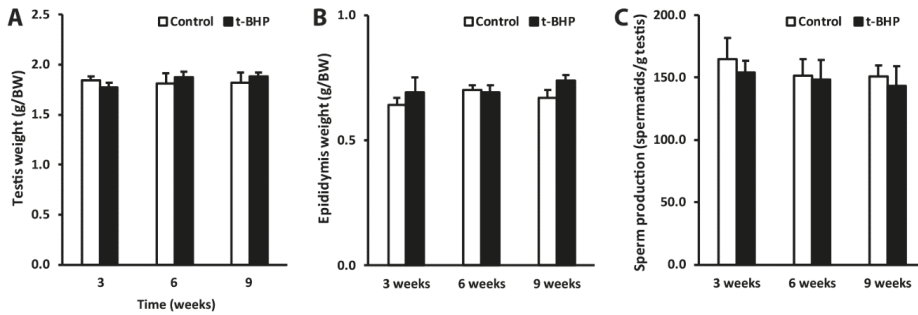 A
Control
t-BHP
Testis weight (g/BW)
2.5
2.0
1.5
1.0
0.5
0.0
3
6
9
Time (weeks)
B
Control
t-BHP
Epididymis weight (g/BW)
1.0
0.5
0.0
3 weeks
6 weeks
9 weeks
C
Control
t-BHP
Sperm production (spermatids/g testis)
200.0
150.0
100.0
50.0
0.0
3 weeks
6 weeks
9 weeks